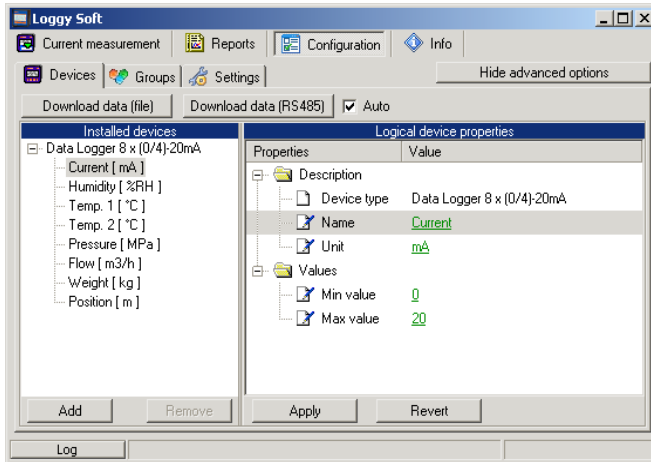 Loggy Soft
Current measurement Reports Configuration Info
Devices Groups Settings Hide advanced options
Download data (file) Download data (RS485) Auto
Installed devices
Data Logger 8 x (0/4)-20mA
Current [ mA ]
Humidity [ %RH ]
Temp. 1 [ °C ]
Temp. 2 [ °C ]
Pressure [ MPa ]
Flow [ m3/h ]
Weight [ kg ]
Position [ m ]
Add Remove
Logical device properties
Properties Value
Description
Device type Data Logger 8 x (0/4)-20mA
Name Current
Unit mA
Values
Min value 0
Max value 20
Apply Revert
Log